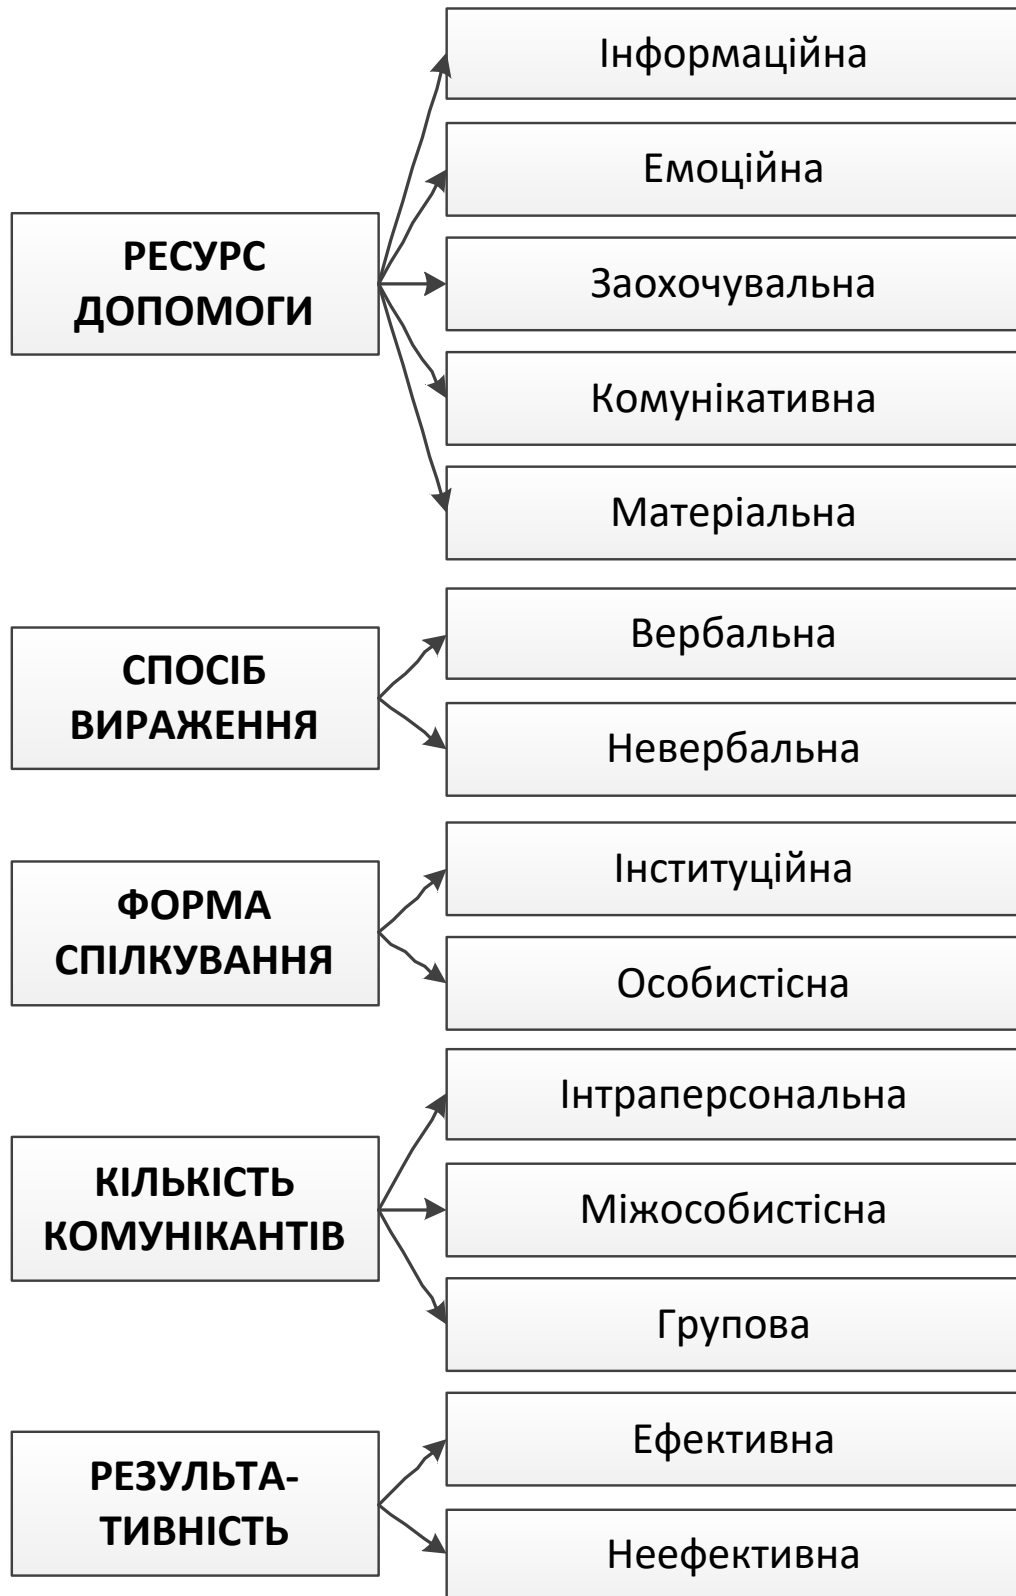 РЕСУРС
ДОПОМОГИ
Інформаційна
Емоційна
Заохочувальна
Комунікативна
Матеріальна
СПОСІБ
ВИРАЖЕННЯ
Вербальна
Невербальна
ФОРМА
СПІЛКУВАННЯ
Інституційна
Особистісна
КІЛЬКІСТЬ
КОМУНІКАНТІВ
Інтраперсональна
Міжособистісна
Групова
РЕЗУЛЬТА-
ТИВНІСТЬ
Ефективна
Неефективна